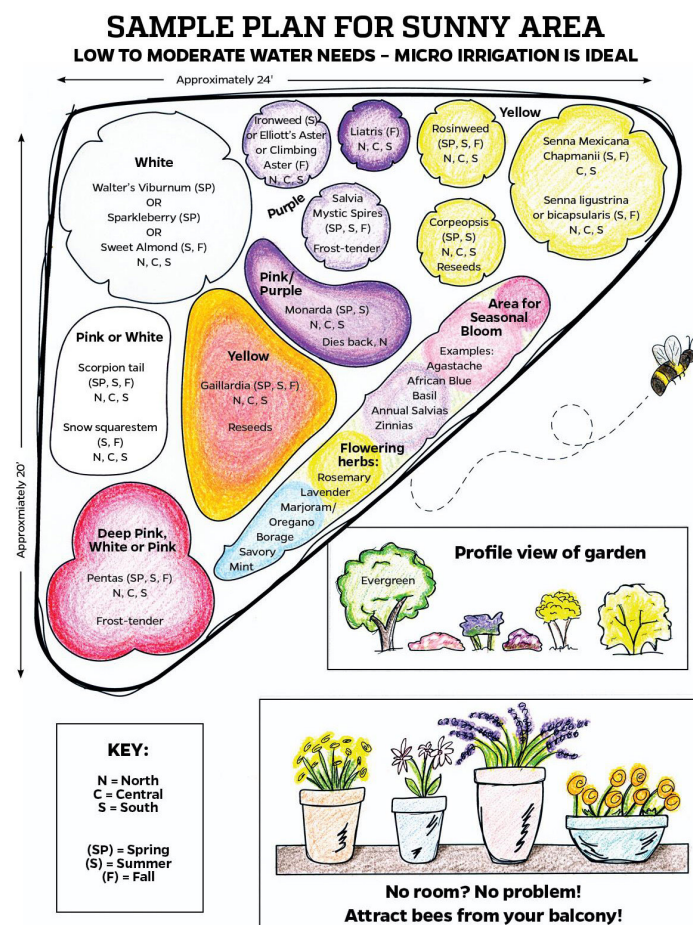 SAMPLE PLAN FOR SUNNY AREA
LOW TO MODERATE WATER NEEDS – MICRO IRRIGATION IS IDEAL
Approximately 24'
Approxmiately 20'
White
Walter's Viburnum (SP)
OR
Sparkleberry (SP)
OR
Sweet Almond (S, F)
N, C, S
Ironweed (S)
or Elliott's Aster
or Climbing
Aster (F)
N, C, S
Liatris (F)
N, C, S
Purple
Salvia
Mystic Spires
(SP, S, F)
Frost-tender
Rosinweed
(SP, S, F)
N, C, S
Yellow
Senna Mexicana
Chapmanii (S, F)
C, S
Senna ligustrina
or bicapsularis (S, F)
N, C, S
Corpeopsis
(SP, S)
N, C, S
Reseeds
Pink/
Purple
Monarda (SP, S)
N, C, S
Dies back, N
Pink or White
Scorpion tail
(SP, S, F)
N, C, S
Snow squarestem
(S, F)
N, C, S
Yellow
Gaillardia (SP, S, F)
N, C, S
Reseeds
Area for
Seasonal
Bloom
Examples:
Agastache
African Blue
Basil
Annual Salvias
Zinnias
Flowering
herbs:
Rosemary
Lavender
Marjoram/
Oregano
Borage
Savory
Mint
Deep Pink,
White or Pink
Pentas (SP, S, F)
N, C, S
Frost-tender
Profile view of garden
Evergreen
KEY:
N = North
C = Central
S = South
(SP) = Spring
(S) = Summer
(F) = Fall
No room? No problem!
Attract bees from your balcony!